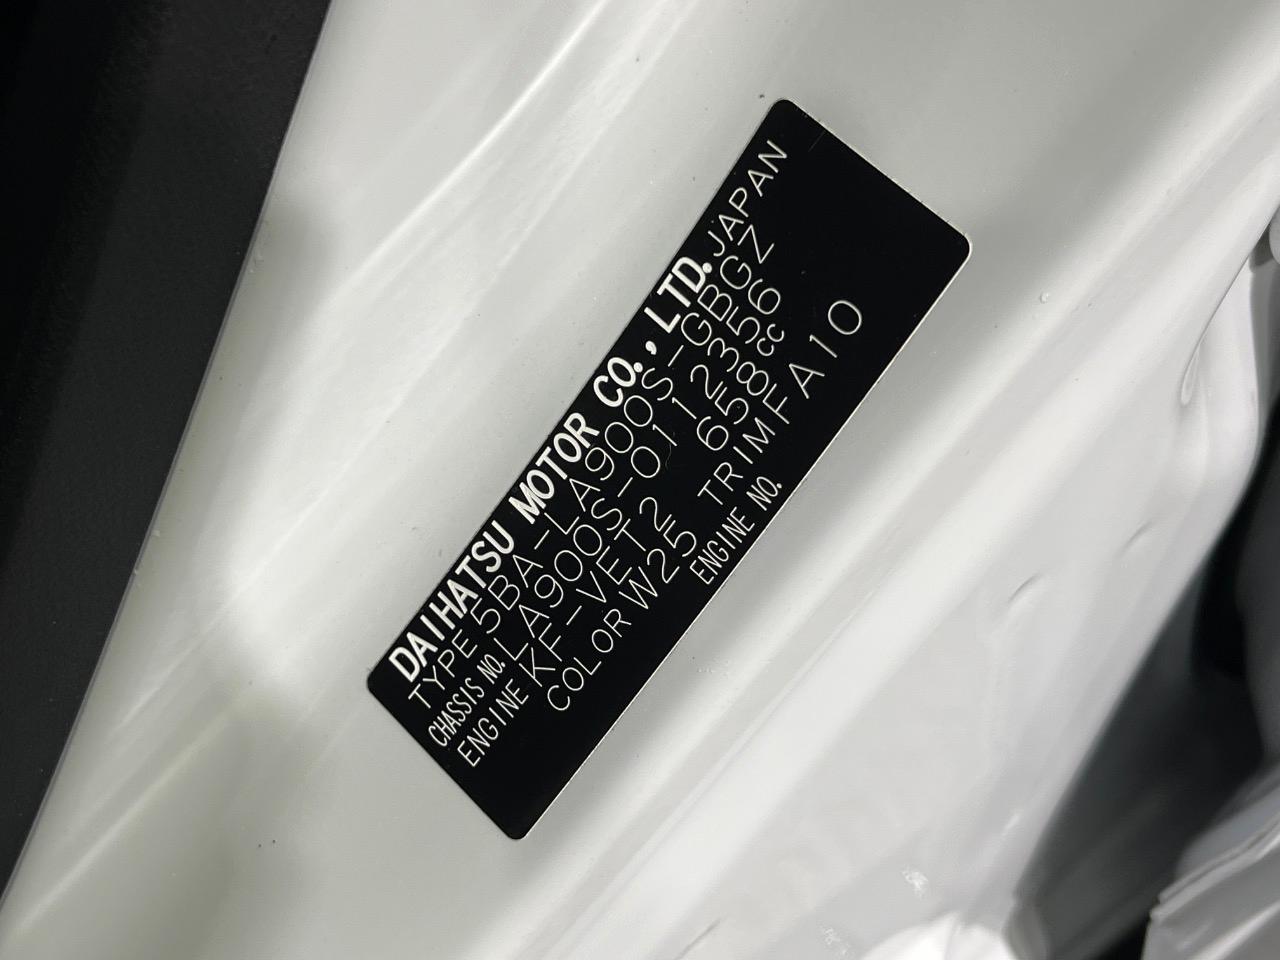 DAIHATSU MOTOR CO., LTD. JAPAN
TYPE 5BA-LA900S-GBGZ
CHASSIS NO. LA900S-0112356
ENGINE KF-VET2 658cc
COLOR W25 TRIM FA10
ENGINE NO.